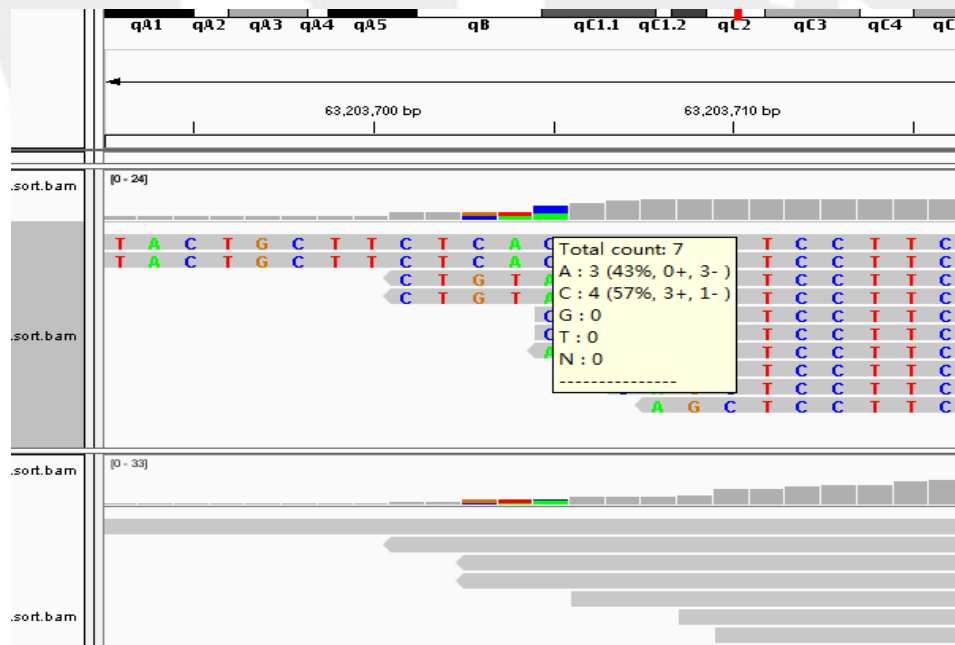 qA1 qA2 qA3 qA4 qA5 qB qC1.1 qC1.2 qC2 qC3 qC4 qC
63,203,700 bp 63,203,710 bp
.sort.bam
[0 - 24]
T A C T G C T T C T C A C T C C T T C
T A C T G C T T C T C A C T C C T T C
C T G T A T C C T T C
C T G T A T C C T T C
C T C C T T C
C T C C T T C
A T C C T T C
T C C T T C
T C C T T C
A G C T C C T T C
Total count: 7
A : 3 (43%, 0+, 3- )
C : 4 (57%, 3+, 1- )
G : 0
T : 0
N : 0
---------------
.sort.bam
.sort.bam
[0 - 33]
.sort.bam